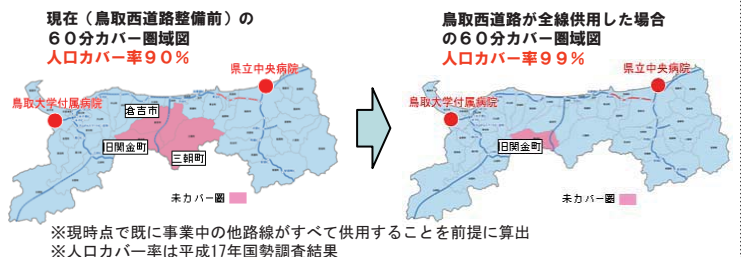 現在（鳥取西道路整備前）の
６０分カバー圏域図
人口カバー率９０％
県立中央病院
鳥取大学付属病院
倉吉市
旧関金町
三朝町
未カバー圏
鳥取西道路が全線供用した場合
の６０分カバー圏域図
人口カバー率９９％
県立中央病院
鳥取大学付属病院
旧関金町
未カバー圏
※現時点で既に事業中の他路線がすべて供用することを前提に算出
※人口カバー率は平成17年国勢調査結果